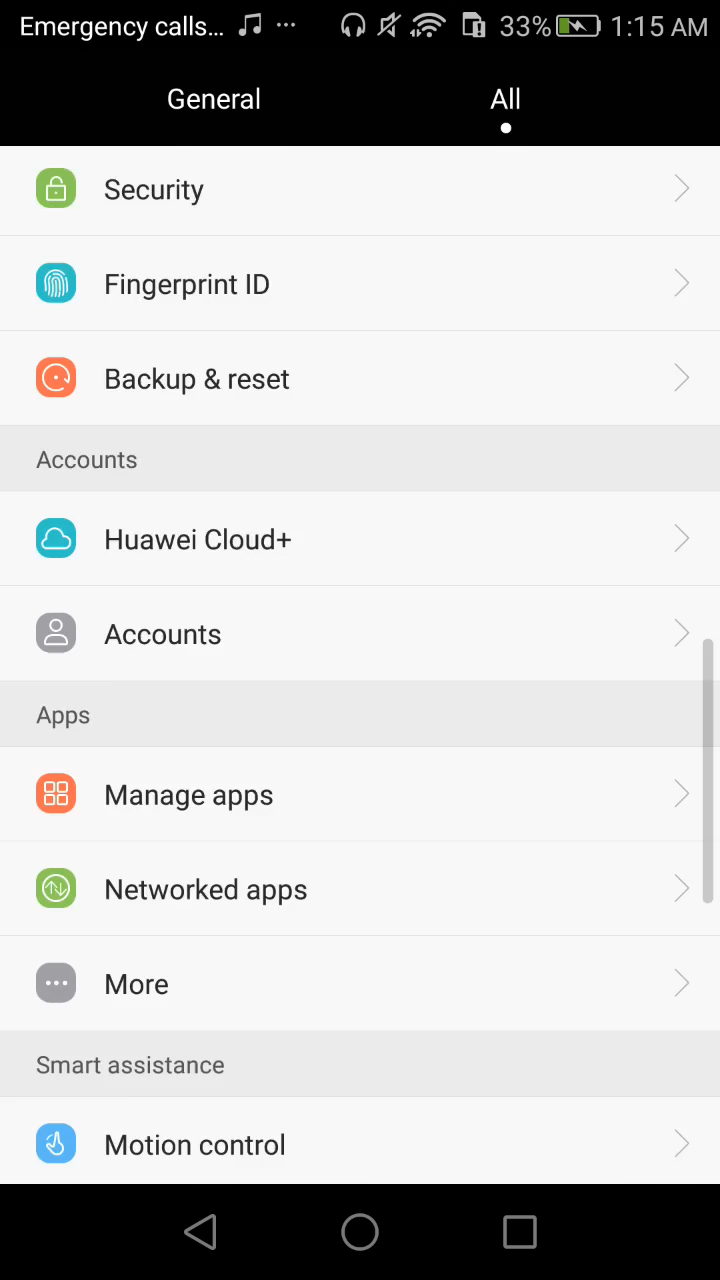 Emergency calls... 33% 1:15 AM
General All
Security
Fingerprint ID
Backup & reset
Accounts
Huawei Cloud+
Accounts
Apps
Manage apps
Networked apps
More
Smart assistance
Motion control